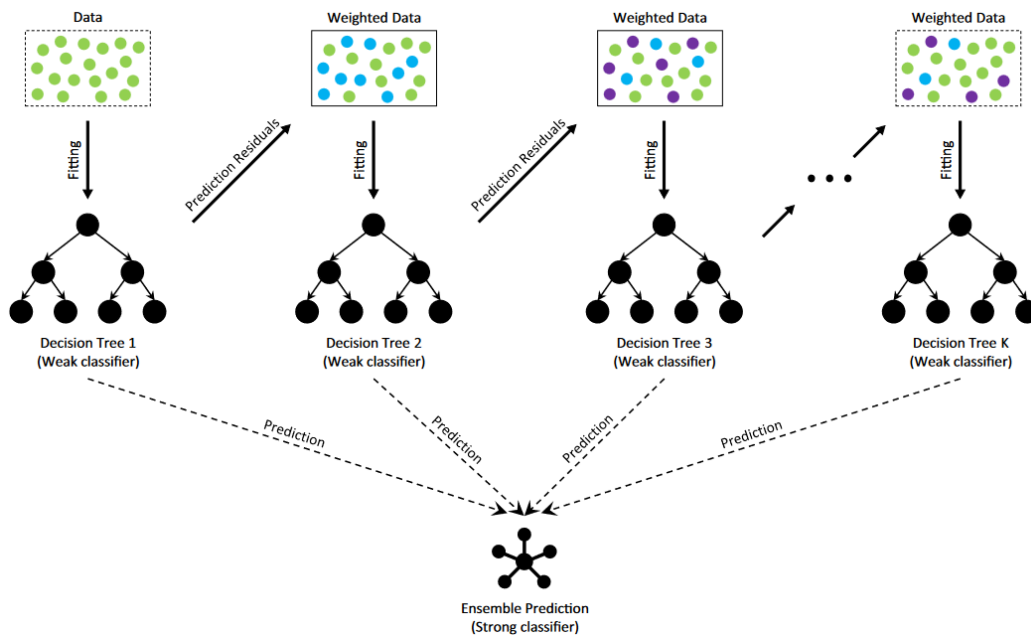 Data
Weighted Data
Weighted Data
Weighted Data
Fitting
Prediction Residuals
Fitting
Prediction Residuals
Fitting
Fitting
Decision Tree 1
(Weak classifier)
Decision Tree 2
(Weak classifier)
Decision Tree 3
(Weak classifier)
Decision Tree K
(Weak classifier)
Prediction
Prediction
Prediction
Prediction
Ensemble Prediction
(Strong classifier)